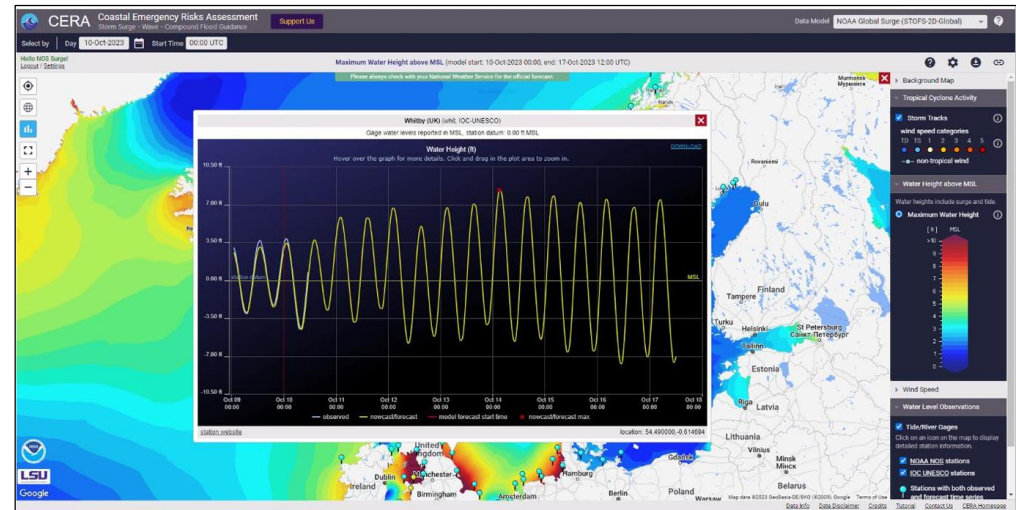 CERA
Coastal Emergency Risks Assessment
Storm Surge - Wave - Compound Flood Guidance
Support Us
Data Model
NOAA Global Surge (STOFS-2D-Global)
Select by
Day
10-Oct-2023
Start Time
00:00 UTC
Hello NOS Surge!
Logout / Settings
Maximum Water Height above MSL (model start: 10-Oct-2023 00:00, end: 17-Oct-2023 12:00 UTC)
Please always check with your National Weather Service for the official forecast.
Whitby (UK) (whit, IOC-UNESCO)
Gage water levels reported in MSL, station datum: 0.00 ft MSL
Water Height (ft)
DOWNLOAD
Hover over the graph for more details. Click and drag in the plot area to zoom in.
10.50 ft
7.00 ft
3.50 ft
0.00 ft
-3.50 ft
-7.00 ft
-10.50 ft
station datum
MSL
Oct 09 00:00
Oct 10 00:00
Oct 11 00:00
Oct 12 00:00
Oct 13 00:00
Oct 14 00:00
Oct 15 00:00
Oct 16 00:00
Oct 17 00:00
Oct 18 00:00
observed
nowcast/forecast
model forecast start time
nowcast/forecast max
station website
location: 54.490000,-0.614694
Murmansk
Мурманск
Rovaniemi
Oulu
Finland
Tampere
Turku
Helsinki
St Petersburg
Санкт-Петербург
Tallinn
Estonia
Riga
Latvia
Lithuania
Vilnius
Minsk
Мінск
Belarus
Gdańsk
Poland
Warsaw
Berlin
Hamburg
Amsterdam
United Kingdom
Dublin
Manchester
Ireland
Birmingham
NOAA
LSU
Google
Map data ©2023 GeoBasis-DE/BKG (©2009), Google
Terms of Use
Background Map
Tropical Cyclone Activity
Storm Tracks
wind speed categories
TD TS 1 2 3 4 5
non-tropical wind
Water Height above MSL
Water heights include surge and tide.
Maximum Water Height
[ft] MSL
>10
9
8
7
6
5
4
3
2
1
0
Wind Speed
Water Level Observations
Tide/River Gages
Click on an icon on the map to display
detailed station information.
NOAA NOS stations
IOC UNESCO stations
Stations with both observed
and forecast time series
Data Info
Data Disclaimer
Credits
Tutorial
Contact Us
CERA Homepage